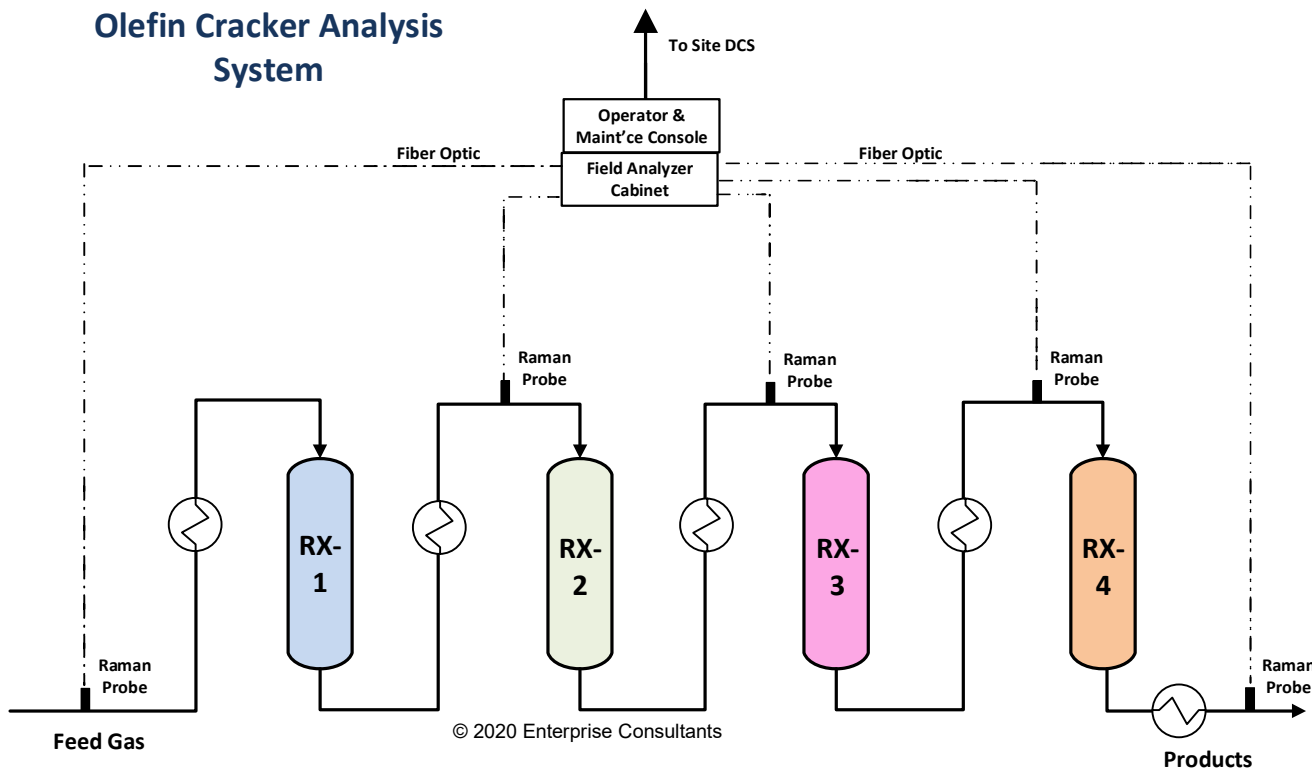 Olefin Cracker Analysis
System
To Site DCS
Operator &
Maint'ce Console
Fiber Optic
Field Analyzer
Cabinet
Fiber Optic
Raman
Probe
Raman
Probe
Raman
Probe
RX-
1
RX-
2
RX-
3
RX-
4
Raman
Probe
Raman
Probe
Feed Gas
© 2020 Enterprise Consultants
Products